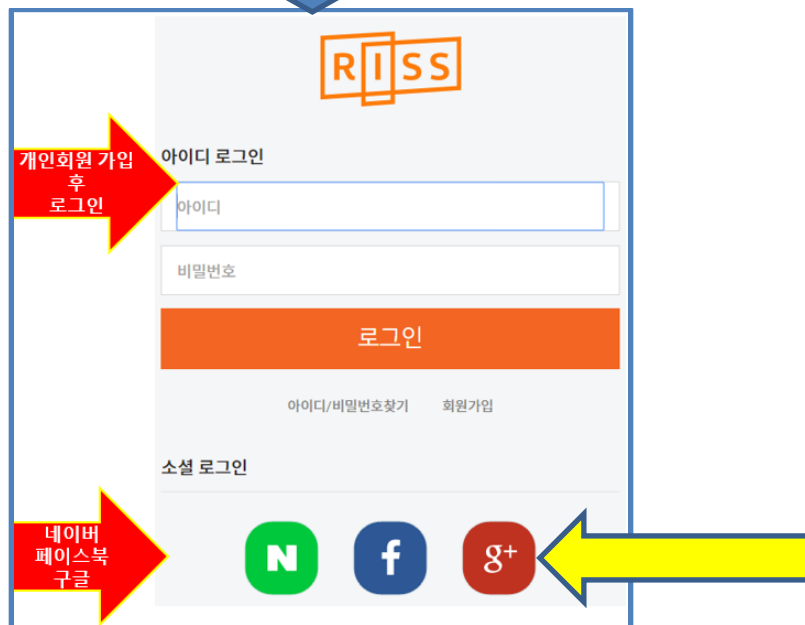 RISS
개인회원 가입
후
로그인
아이디 로그인
아이디
비밀번호
로그인
아이디/비밀번호찾기 회원가입
소셜 로그인
네이버
페이스북
구글
N f g+